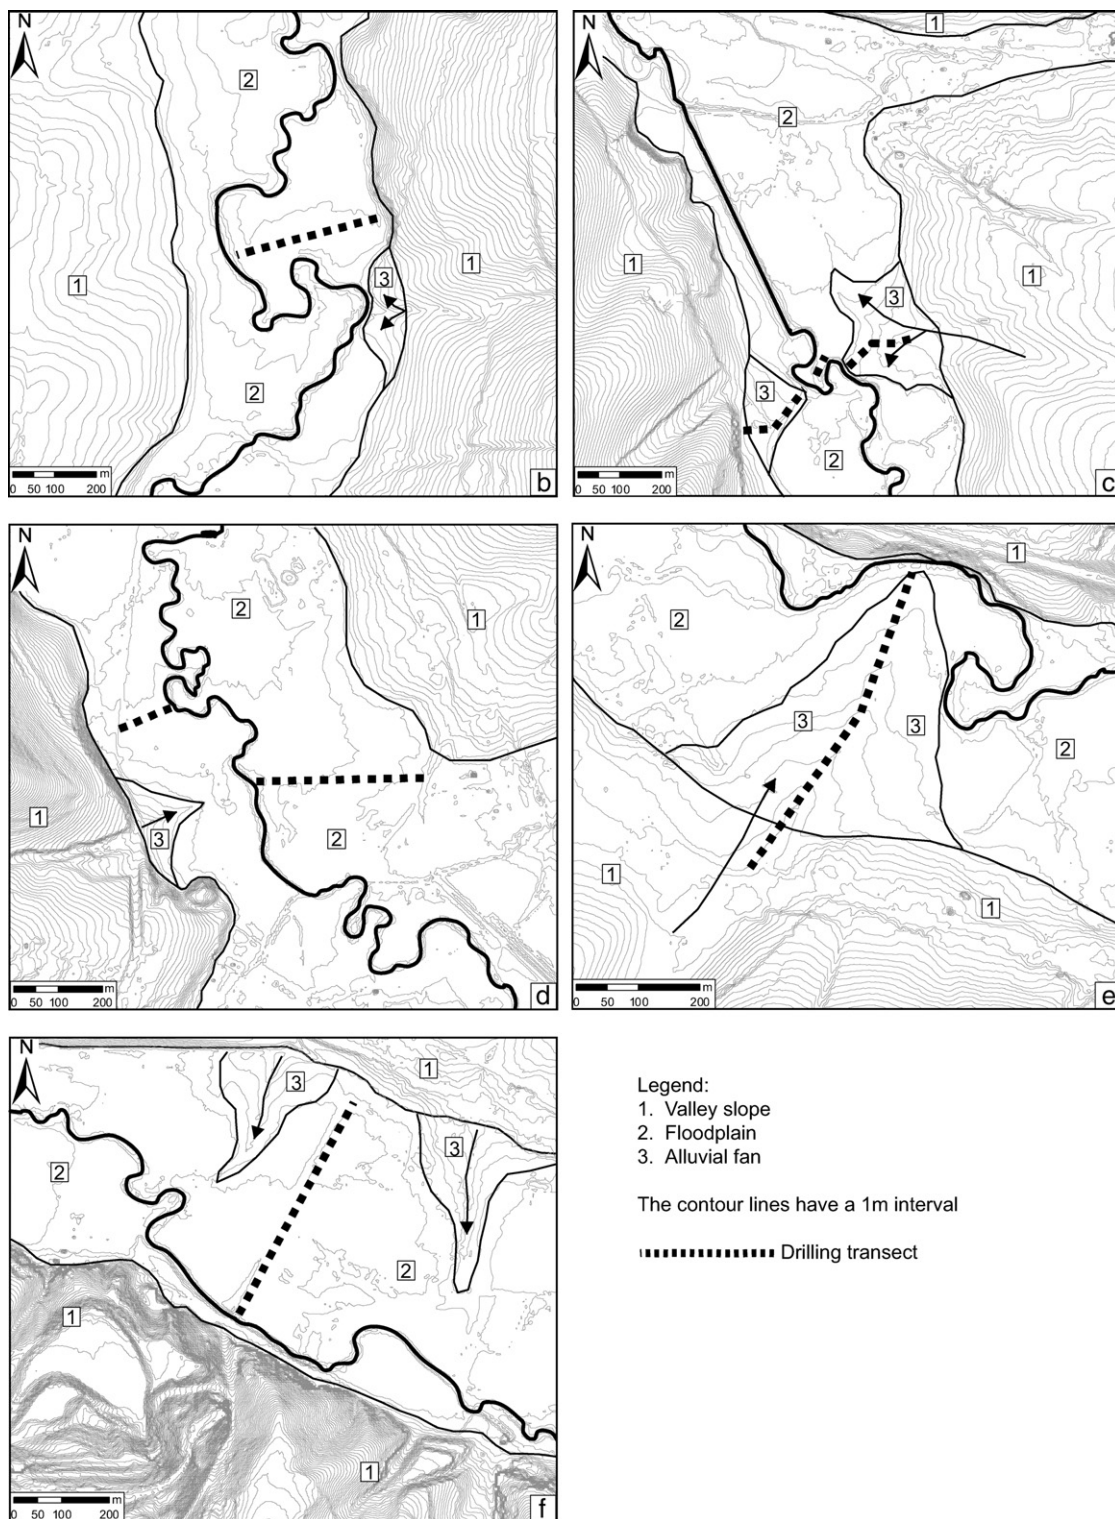 N
2
1
1
3
2
0 50 100 200 m
b
N
1
2
1
1
3
3
2
0 50 100 200 m
c
N
2
1
1
3
2
0 50 100 200 m
d
N
1
2
3
3
2
1
1
0 50 100 200 m
e
N
3
1
3
2
2
1
1
0 50 100 200 m
f
Legend:
1. Valley slope
2. Floodplain
3. Alluvial fan
The contour lines have a 1m interval
Drilling transect